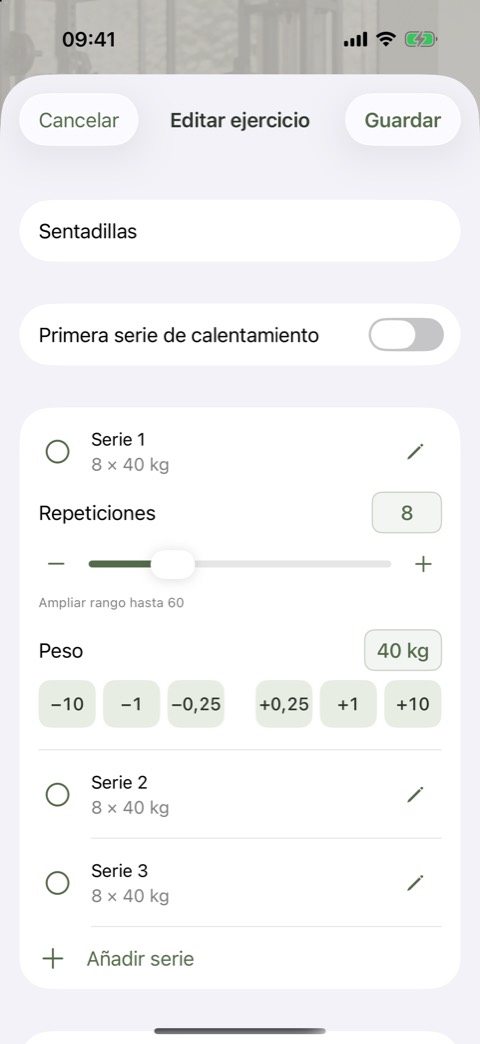 09:41
Cancelar
Editar ejercicio
Guardar
Sentadillas
Primera serie de calentamiento
Serie 1
8 × 40 kg
Repeticiones
8
Ampliar rango hasta 60
Peso
40 kg
−10 −1 −0,25 +0,25 +1 +10
Serie 2
8 × 40 kg
Serie 3
8 × 40 kg
Añadir serie